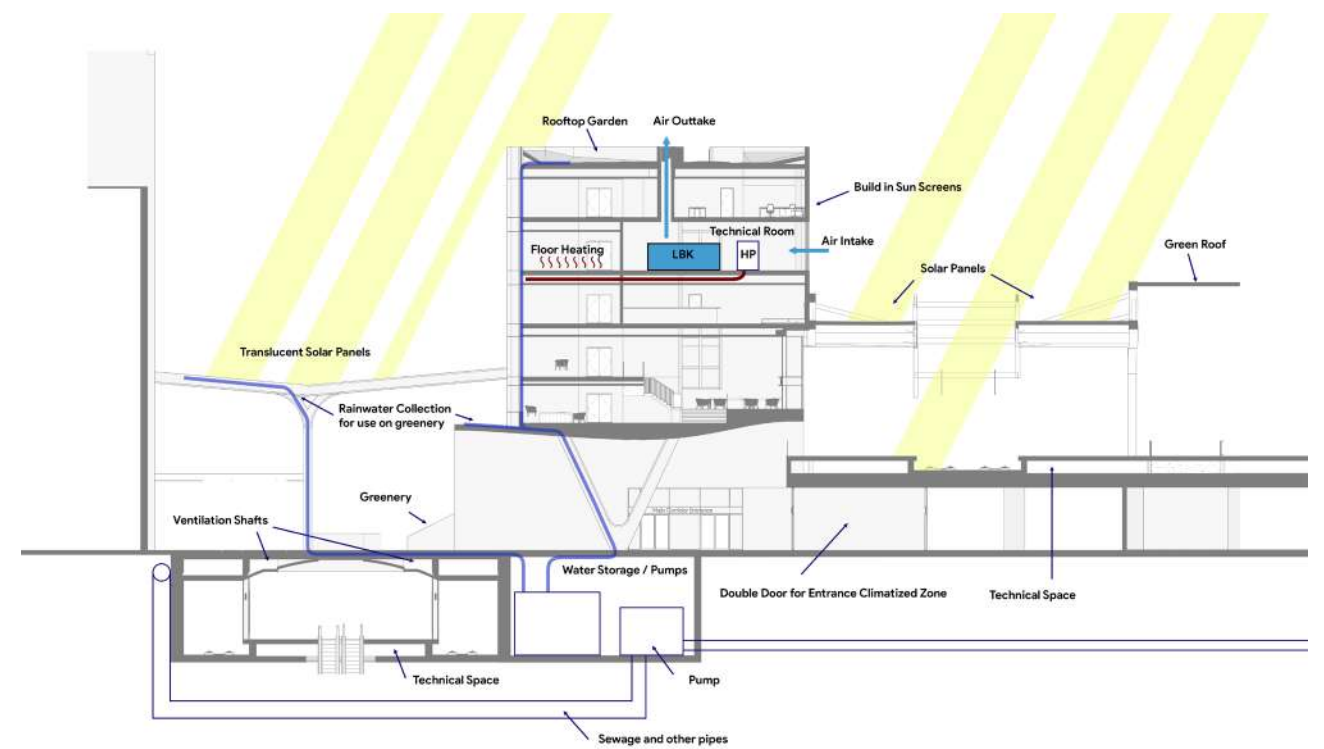 Rooftop Garden
Air Outtake
Build in Sun Screens
Technical Room
Floor Heating
LBK
HP
Air Intake
Green Roof
Solar Panels
Translucent Solar Panels
Rainwater Collection
for use on greenery
Greenery
Ventilation Shafts
Water Storage / Pumps
Double Door for Entrance Climatized Zone
Technical Space
Technical Space
Pump
Sewage and other pipes